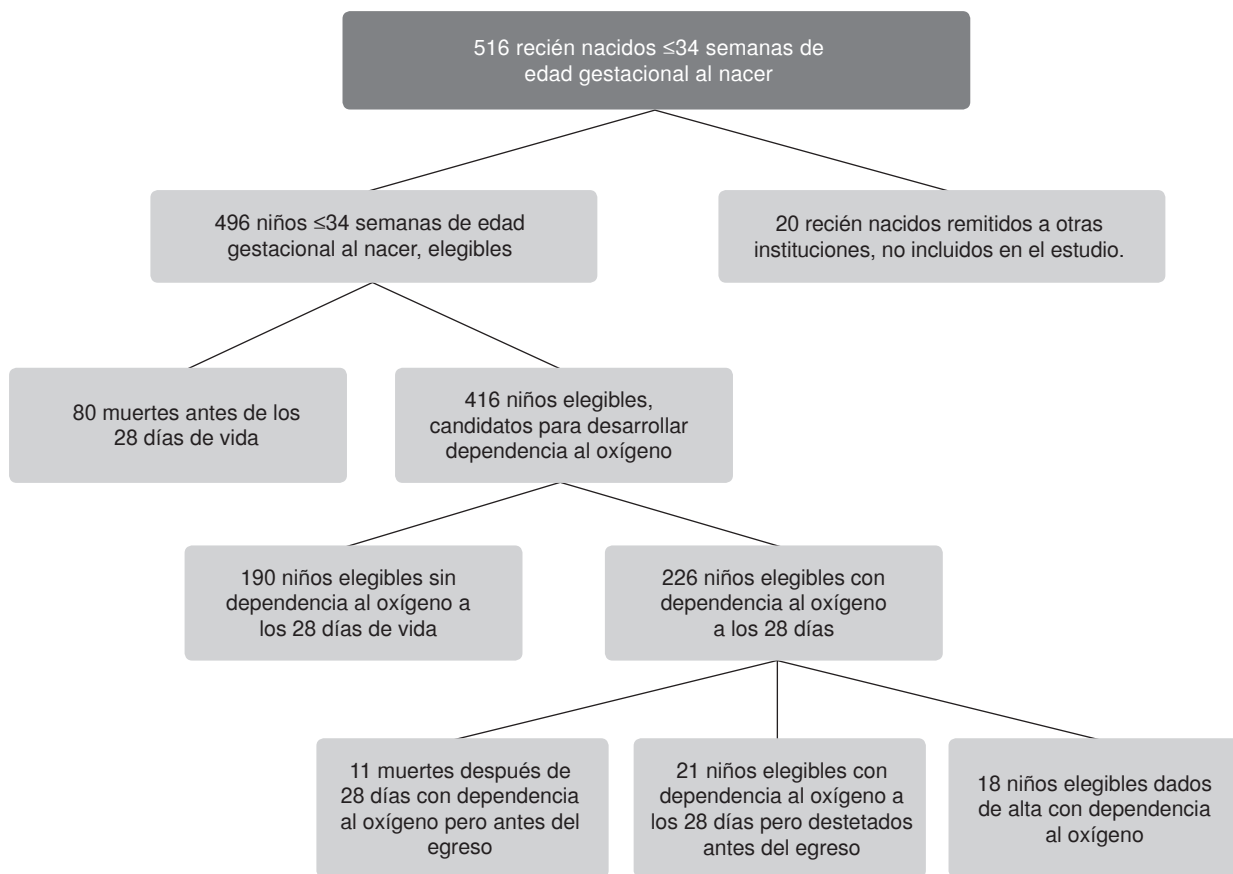 516 recién nacidos ≤34 semanas de
edad gestacional al nacer
496 niños ≤34 semanas de edad
gestacional al nacer, elegibles
20 recién nacidos remitidos a otras
instituciones, no incluidos en el estudio.
80 muertes antes de los
28 días de vida
416 niños elegibles,
candidatos para desarrollar
dependencia al oxígeno
190 niños elegibles sin
dependencia al oxígeno a
los 28 días de vida
226 niños elegibles con
dependencia al oxígeno
a los 28 días
11 muertes después de
28 días con dependencia
al oxígeno pero antes del
egreso
21 niños elegibles con
dependencia al oxígeno a
los 28 días pero destetados
antes del egreso
18 niños elegibles dados
de alta con dependencia
al oxígeno